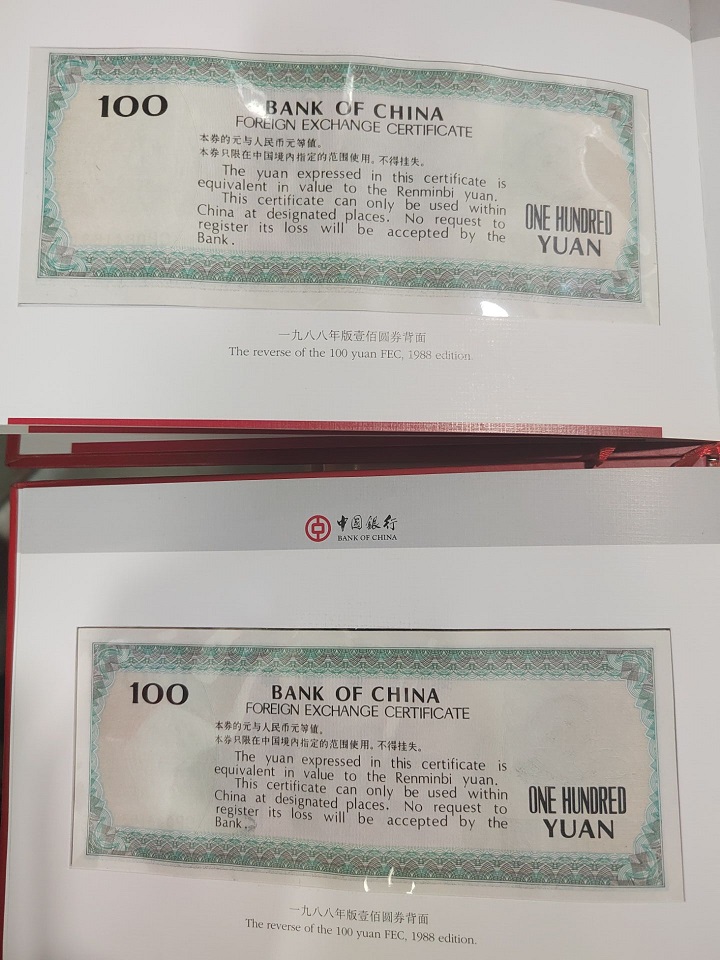 100
BANK OF CHINA
FOREIGN EXCHANGE CERTIFICATE
本券的元与人民币元等值。
本券只限在中国境内指定的范围使用。不得挂失。
The yuan expressed in this certificate is
equivalent in value to the Renminbi yuan.
This certificate can only be used within
China at designated places. No request to
register its loss will be accepted by the
Bank.
ONE HUNDRED
YUAN
一九八八年版壹佰圆券背面
The reverse of the 100 yuan FEC, 1988 edition.
中国银行
BANK OF CHINA
100
BANK OF CHINA
FOREIGN EXCHANGE CERTIFICATE
本券的元与人民币元等值。
本券只限在中国境内指定的范围使用。不得挂失。
The yuan expressed in this certificate is
equivalent in value to the Renminbi yuan.
This certificate can only be used within
China at designated places. No request to
register its loss will be accepted by the
Bank.
ONE HUNDRED
YUAN
一九八八年版壹佰圆券背面
The reverse of the 100 yuan FEC, 1988 edition.